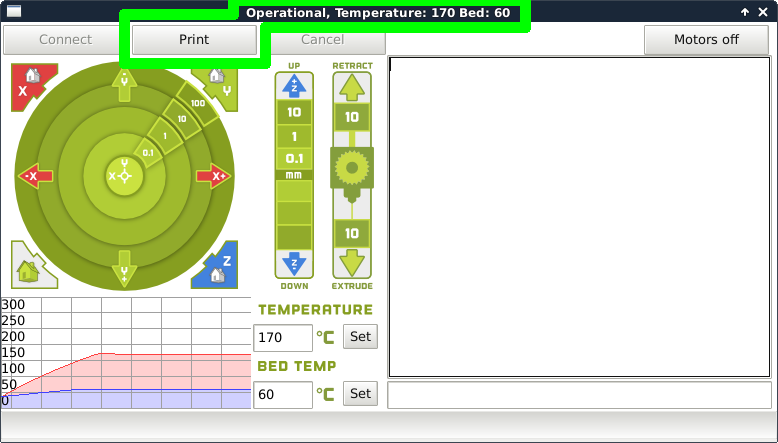 Operational, Temperature: 170 Bed: 60
Connect Print Cancel Motors off
UP RETRACT
X -Y Y
100
10
1
0.1
Y
X
-X X+
Y+
Z
+Z
10
1
0.1
mm
-Z
10
10
DOWN EXTRUDE
300
250
200
150
100
50
0
TEMPERATURE
170 °C Set
BED TEMP
60 °C Set